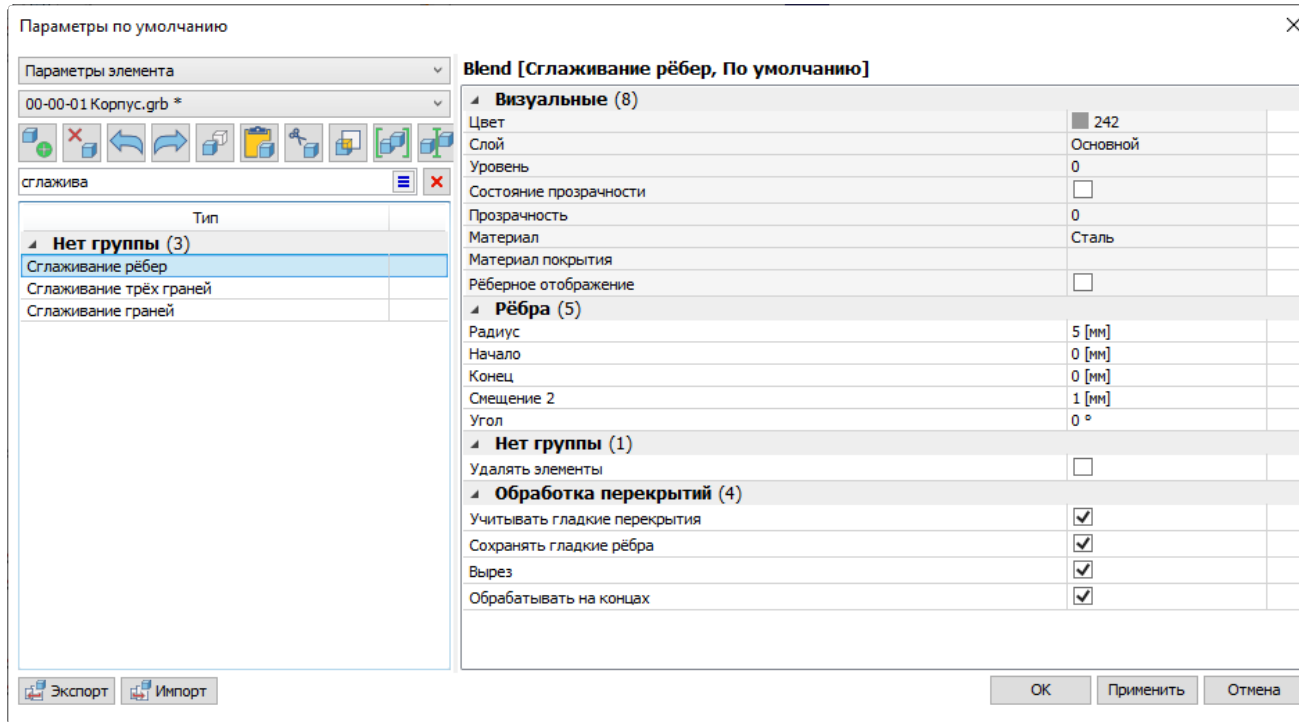 Параметры по умолчанию
Параметры элемента
00-00-01 Корпус.grb *
сглажива
Тип
Нет группы (3)
Сглаживание рёбер
Сглаживание трёх граней
Сглаживание граней
Экспорт
Импорт
Blend [Сглаживание рёбер, По умолчанию]
Визуальные (8)
Цвет 242
Слой Основной
Уровень 0
Состояние прозрачности
Прозрачность 0
Материал Сталь
Материал покрытия
Рёберное отображение
Рёбра (5)
Радиус 5 [мм]
Начало 0 [мм]
Конец 0 [мм]
Смещение 2 1 [мм]
Угол 0 °
Нет группы (1)
Удалять элементы
Обработка перекрытий (4)
Учитывать гладкие перекрытия
Сохранять гладкие рёбра
Вырез
Обрабатывать на концах
ОК Применить Отмена